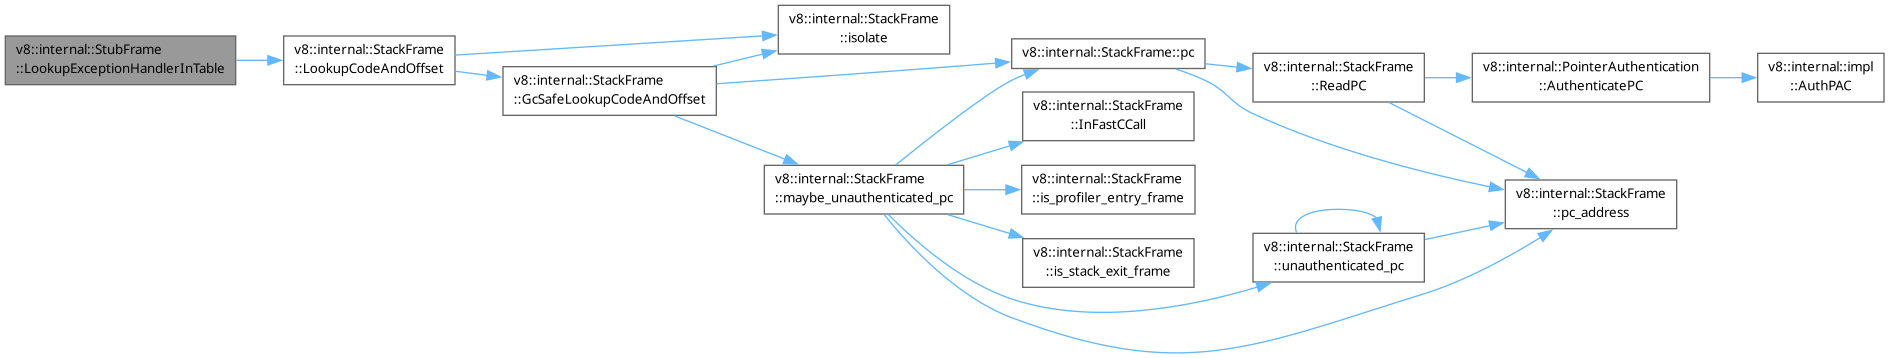 v8::internal::StubFrame
::LookupExceptionHandlerInTable
v8::internal::StackFrame
::LookupCodeAndOffset
v8::internal::StackFrame
::isolate
v8::internal::StackFrame
::GcSafeLookupCodeAndOffset
v8::internal::StackFrame::pc
v8::internal::StackFrame
::ReadPC
v8::internal::PointerAuthentication
::AuthenticatePC
v8::internal::impl
::AuthPAC
v8::internal::StackFrame
::InFastCCall
v8::internal::StackFrame
::maybe_unauthenticated_pc
v8::internal::StackFrame
::is_profiler_entry_frame
v8::internal::StackFrame
::pc_address
v8::internal::StackFrame
::is_stack_exit_frame
v8::internal::StackFrame
::unauthenticated_pc